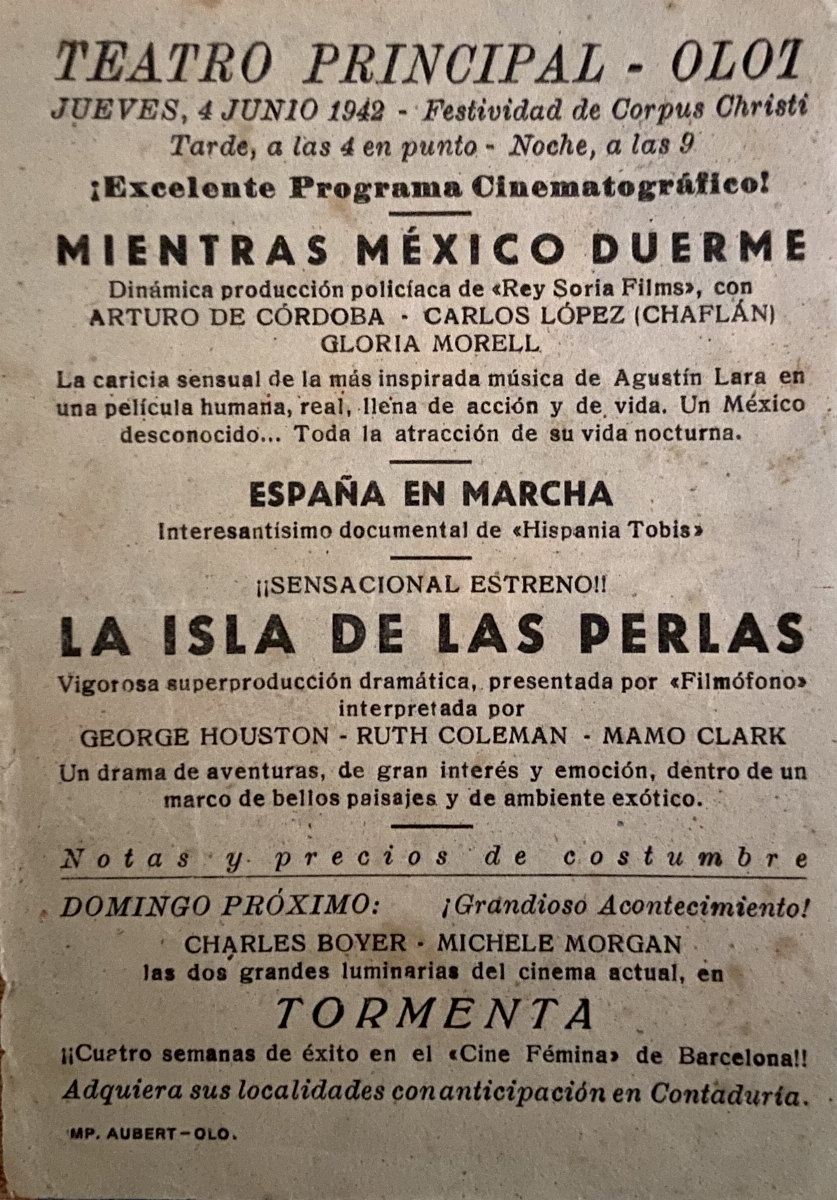 TEATRO PRINCIPAL - OLOT
JUEVES, 4 JUNIO 1942 - Festividad de Corpus Christi
Tarde, a las 4 en punto - Noche, a las 9
¡Excelente Programa Cinematográfico!
MIENTRAS MÉXICO DUERME
Dinámica producción policíaca de «Rey Soria Films», con
ARTURO DE CÓRDOBA - CARLOS LÓPEZ (CHAFLÁN)
GLORIA MORELL
La caricia sensual de la más inspirada música de Agustín Lara en
una película humana, real, llena de acción y de vida. Un México
desconocido... Toda la atracción de su vida nocturna.
ESPAÑA EN MARCHA
Interesantísimo documental de «Hispania Tobis»
¡¡SENSACIONAL ESTRENO!!
LA ISLA DE LAS PERLAS
Vigorosa superproducción dramática, presentada por «Filmófono»
interpretada por
GEORGE HOUSTON - RUTH COLEMAN - MAMO CLARK
Un drama de aventuras, de gran interés y emoción, dentro de un
marco de bellos paisajes y de ambiente exótico.
Notas y precios de costumbre
DOMINGO PRÓXIMO: ¡Grandioso Acontecimiento!
CHARLES BOYER - MICHELE MORGAN
las dos grandes luminarias del cinema actual, en
TORMENTA
¡¡Cuatro semanas de éxito en el «Cine Fémina» de Barcelona!!
Adquiera sus localidades con anticipación en Contaduría.
MP. AUBERT-OLO.